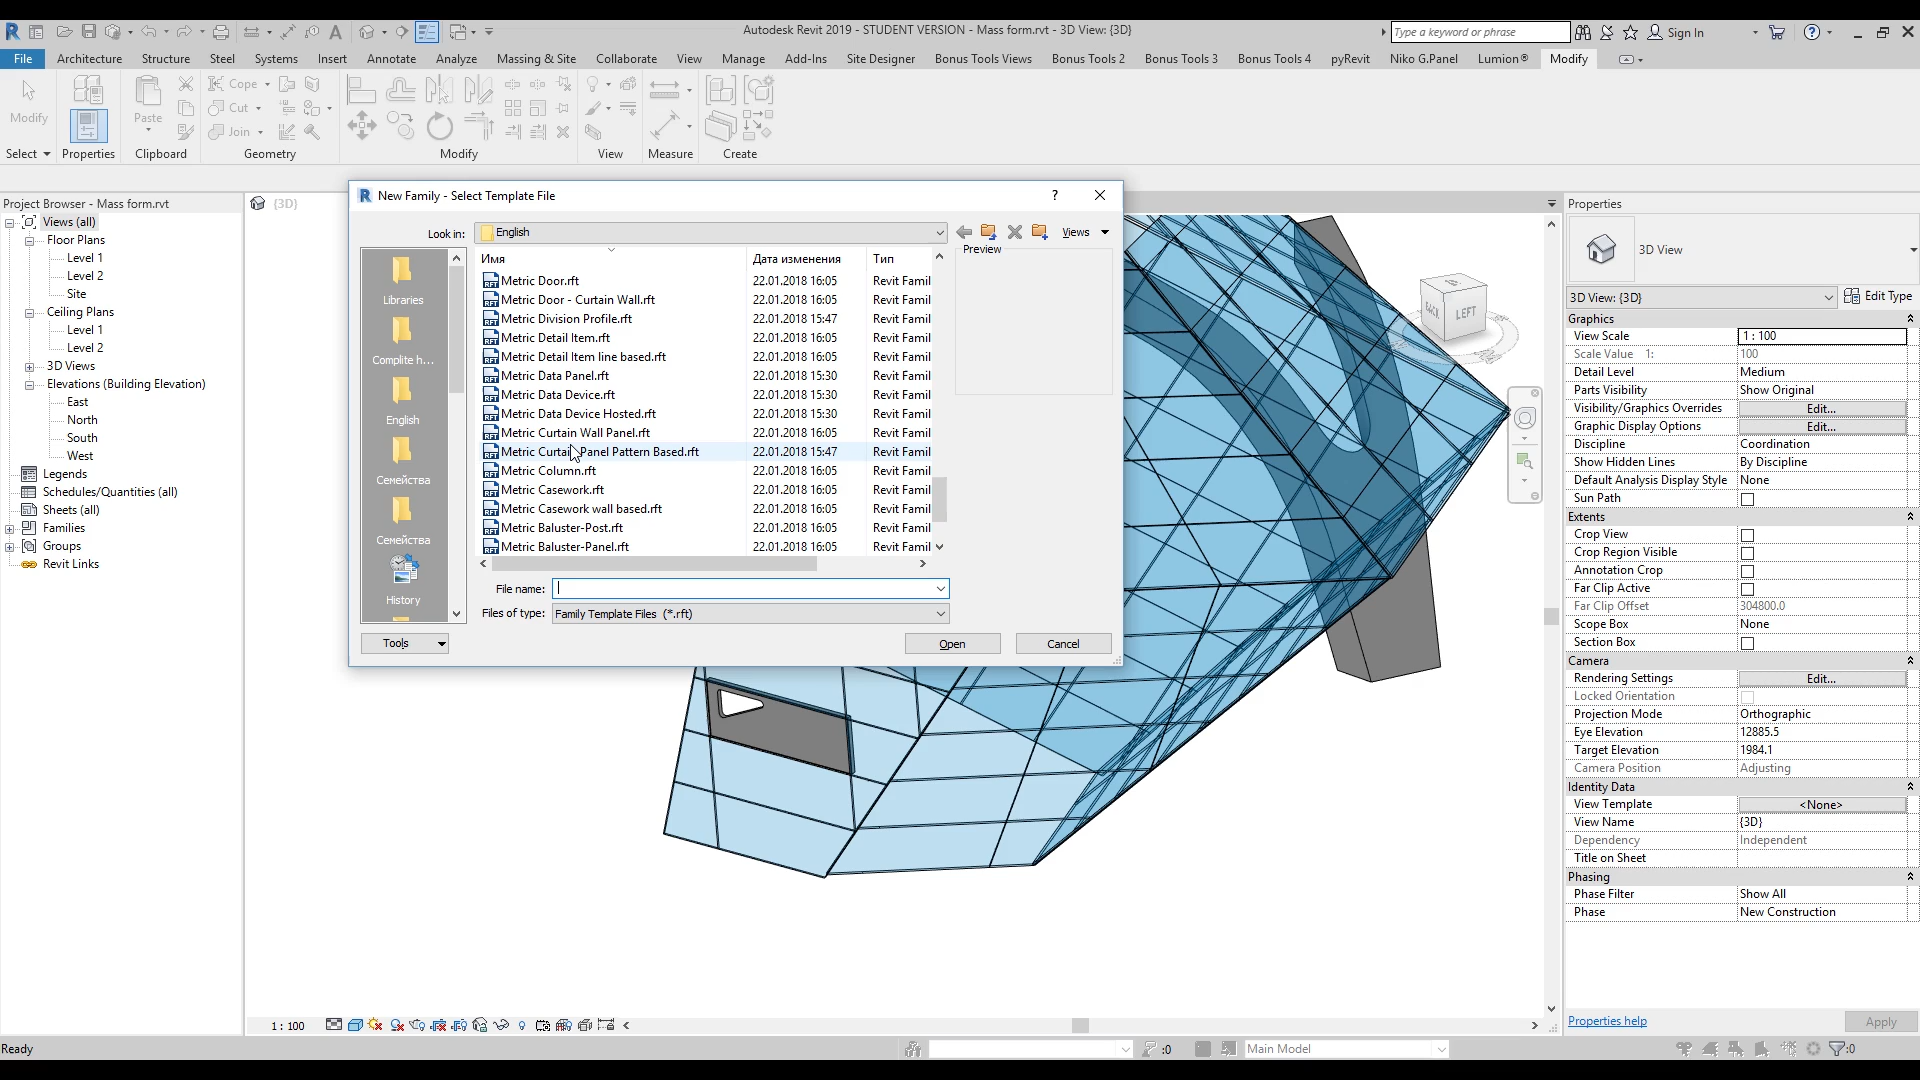 Autodesk Revit 2019 - STUDENT VERSION - Mass form.rvt - 3D View: {3D}
Type a keyword or phrase
Sign In
File Architecture Structure Steel Systems Insert Annotate Analyze Massing & Site Collaborate View Manage Add-Ins Site Designer Bonus Tools Views Bonus Tools 2 Bonus Tools 3 Bonus Tools 4 pyRevit Niko G.Panel Lumion® Modify
Modify
Paste
Cope
Cut
Join
Select Properties Clipboard Geometry Modify View Measure Create
Project Browser - Mass form.rvt
Views (all)
Floor Plans
Level 1
Level 2
Site
Ceiling Plans
Level 1
Level 2
3D Views
Elevations (Building Elevation)
East
North
South
West
Legends
Schedules/Quantities (all)
Sheets (all)
Families
Groups
Revit Links
{3D}
New Family - Select Template File
?
Look in: English
Views
Preview
Libraries
Complite h...
English
Семейства
Семейства
History
Имя Дата изменения Тип
Metric Door.rft 22.01.2018 16:05 Revit Famil
Metric Door - Curtain Wall.rft 22.01.2018 16:05 Revit Famil
Metric Division Profile.rft 22.01.2018 15:47 Revit Famil
Metric Detail Item.rft 22.01.2018 16:05 Revit Famil
Metric Detail Item line based.rft 22.01.2018 16:05 Revit Famil
Metric Data Panel.rft 22.01.2018 15:30 Revit Famil
Metric Data Device.rft 22.01.2018 15:30 Revit Famil
Metric Data Device Hosted.rft 22.01.2018 15:30 Revit Famil
Metric Curtain Wall Panel.rft 22.01.2018 16:05 Revit Famil
Metric Curtain Panel Pattern Based.rft 22.01.2018 15:47 Revit Famil
Metric Column.rft 22.01.2018 16:05 Revit Famil
Metric Casework.rft 22.01.2018 16:05 Revit Famil
Metric Casework wall based.rft 22.01.2018 16:05 Revit Famil
Metric Baluster-Post.rft 22.01.2018 16:05 Revit Famil
Metric Baluster-Panel.rft 22.01.2018 16:05 Revit Famil
File name:
Files of type: Family Template Files (*.rft)
Tools
Open
Cancel
BACK
LEFT
Properties
3D View
3D View: {3D} Edit Type
Graphics
View Scale 1 : 100
Scale Value 1: 100
Detail Level Medium
Parts Visibility Show Original
Visibility/Graphics Overrides Edit...
Graphic Display Options Edit...
Discipline Coordination
Show Hidden Lines By Discipline
Default Analysis Display Style None
Sun Path
Extents
Crop View
Crop Region Visible
Annotation Crop
Far Clip Active
Far Clip Offset 304800.0
Scope Box None
Section Box
Camera
Rendering Settings Edit...
Locked Orientation
Projection Mode Orthographic
Eye Elevation 12885.5
Target Elevation 1984.1
Camera Position Adjusting
Identity Data
View Template <None>
View Name {3D}
Dependency Independent
Title on Sheet
Phasing
Phase Filter Show All
Phase New Construction
Properties help
Apply
1 : 100
Ready
:0
Main Model
:0